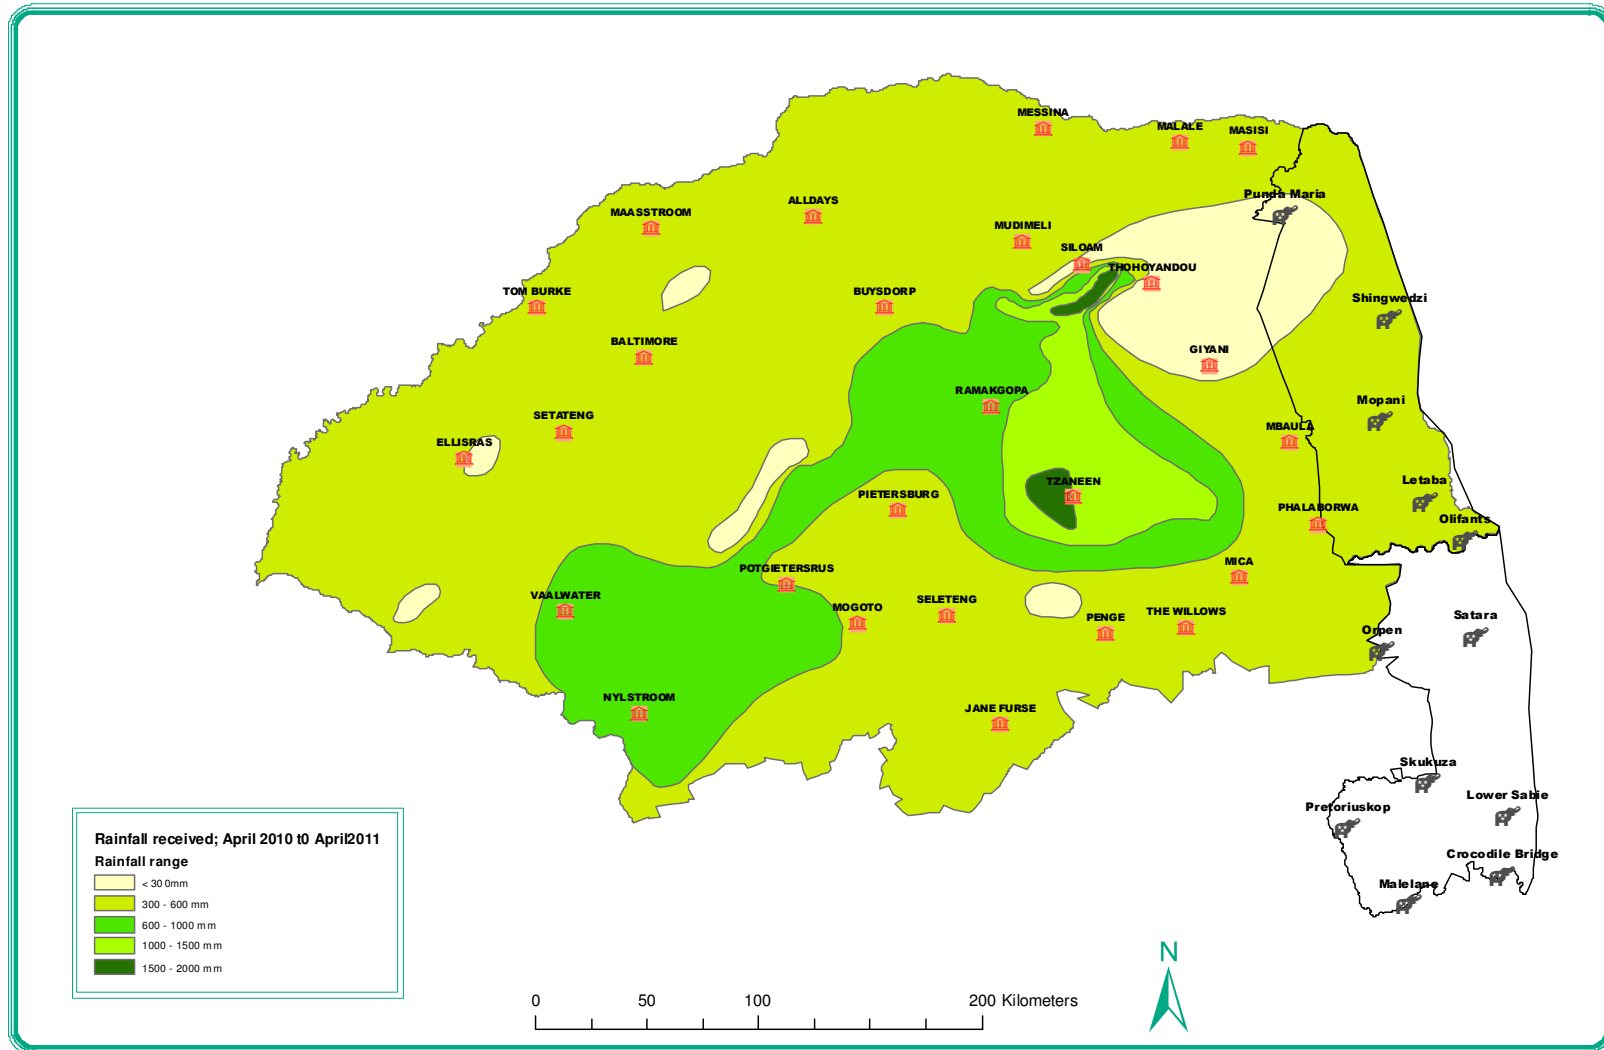 MESSINA
MALALE
MASISI
Punda Maria
ALLDAYS
MAASSTROOM
MUDIMELI
SILOAM
THOHOYANDOU
TOM BURKE
BUYSDORP
Shingwedzi
BALTIMORE
GIYANI
RAMAKGOPA
Mopani
SETATENG
MBAULA
ELLISRAS
TZANEEN
Letaba
PIETERSBURG
PHALABORWA
Olifants
MICA
POTGIETERSRUS
VAALWATER
MOGOTO
SELETENG
PENGE
THE WILLOWS
Satara
Orpen
NYLSTROOM
JANE FURSE
Skukuza
Lower Sabie
Pretoriuskop
Crocodile Bridge
Malelane
Rainfall received; April 2010 t0 April2011
Rainfall range
< 300mm
300 - 600 mm
600 - 1000 mm
1000 - 1500 mm
1500 - 2000 mm
N
0 50 100 200 Kilometers